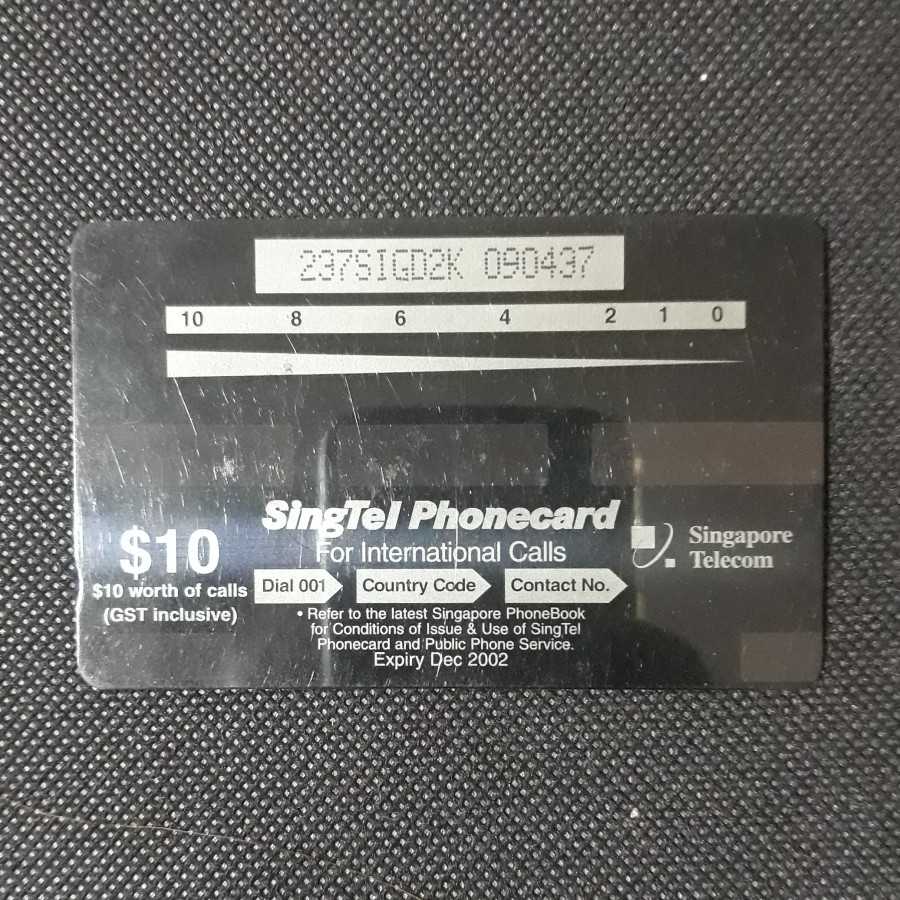 237SIGD2K 090437
10 8 6 4 2 1 0
SingTel Phonecard
For International Calls
$10
$10 worth of calls
(GST inclusive)
Dial 001 Country Code Contact No.
• Refer to the latest Singapore PhoneBook
for Conditions of Issue & Use of SingTel
Phonecard and Public Phone Service.
Expiry Dec 2002
Singapore
Telecom